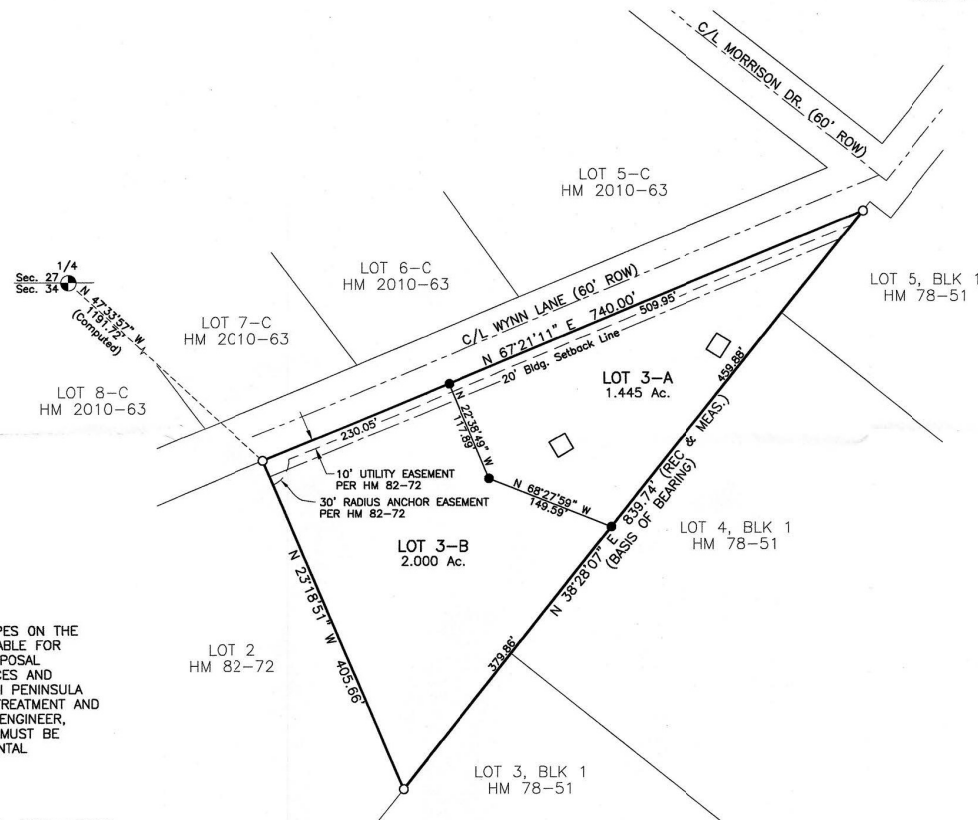 C/L MORRISON DR. (60' ROW)
LOT 5-C
HM 2010-63
1/4
Sec. 27
Sec. 34
N 47°33'57" W
1191.72'
(Computed)
LOT 6-C
HM 2010-63
C/L WYNN LANE (60' ROW)
LOT 5, BLK 1
HM 78-51
LOT 7-C
HM 2010-63
N 67°21'11" E 740.00'
509.95'
20' Bldg. Setback Line
LOT 3-A
1.445 Ac.
459.88'
LOT 8-C
HM 2010-63
230.05'
N 22°38'49" W
117.89'
10' UTILITY EASEMENT
PER HM 82-72
30' RADIUS ANCHOR EASEMENT
PER HM 82-72
N 68°27'59" W
149.59'
N 38°28'07" E 839.74' (REC & MEAS.)
(BASIS OF BEARING)
LOT 4, BLK 1
HM 78-51
LOT 3-B
2.000 Ac.
N 23°18'51" W 405.66'
379.86'
LOT 2
HM 82-72
PES ON THE
ABLE FOR
POSAL
CES AND
I PENINSULA
TREATMENT AND
ENGINEER,
MUST BE
NTAL
LOT 3, BLK 1
HM 78-51